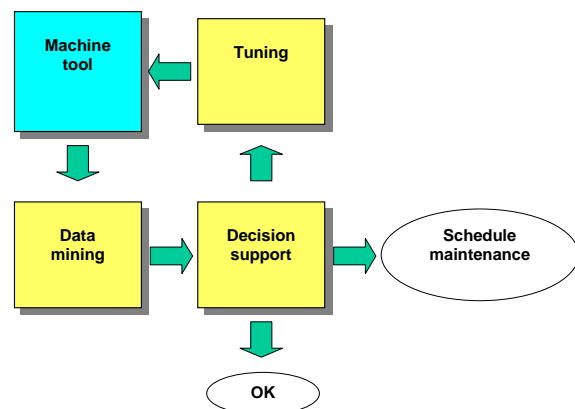 Machine
tool
Tuning
Data
mining
Decision
support
Schedule
maintenance
OK